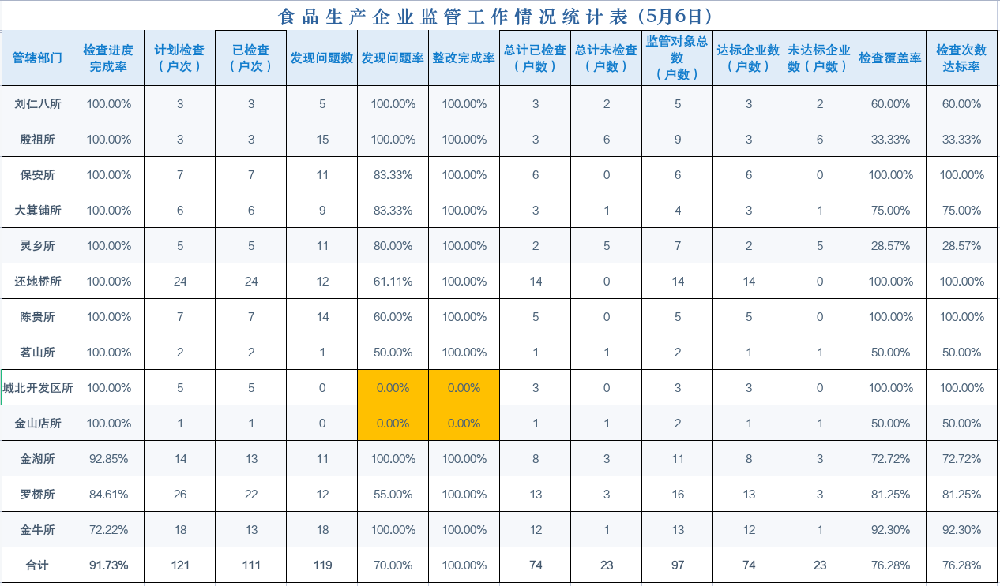 食品生产企业监管工作情况统计表（5月6日）
管辖部门 检查进度完成率 计划检查（户次） 已检查（户次） 发现问题数 发现问题率 整改完成率 总计已检查（户数） 总计未检查（户数） 监管对象总数（户数） 达标企业数（户数） 未达标企业数（户数） 检查覆盖率 检查次数达标率
刘仁八所 100.00% 3 3 5 100.00% 100.00% 3 2 5 3 2 60.00% 60.00%
殷祖所 100.00% 3 3 15 100.00% 100.00% 3 6 9 3 6 33.33% 33.33%
保安所 100.00% 7 7 11 83.33% 100.00% 6 0 6 6 0 100.00% 100.00%
大箕铺所 100.00% 6 6 9 83.33% 100.00% 3 1 4 3 1 75.00% 75.00%
灵乡所 100.00% 5 5 11 80.00% 100.00% 2 5 7 2 5 28.57% 28.57%
还地桥所 100.00% 24 24 12 61.11% 100.00% 14 0 14 14 0 100.00% 100.00%
陈贵所 100.00% 7 7 14 60.00% 100.00% 5 0 5 5 0 100.00% 100.00%
茗山所 100.00% 2 2 1 50.00% 100.00% 1 1 2 1 1 50.00% 50.00%
城北开发区所 100.00% 5 5 0 0.00% 0.00% 3 0 3 3 0 100.00% 100.00%
金山店所 100.00% 1 1 0 0.00% 0.00% 1 1 2 1 1 50.00% 50.00%
金湖所 92.85% 14 13 11 100.00% 100.00% 8 3 11 8 3 72.72% 72.72%
罗桥所 84.61% 26 22 12 55.00% 100.00% 13 3 16 13 3 81.25% 81.25%
金牛所 72.22% 18 13 18 100.00% 100.00% 12 1 13 12 1 92.30% 92.30%
合计 91.73% 121 111 119 70.00% 100.00% 74 23 97 74 23 76.28% 76.28%